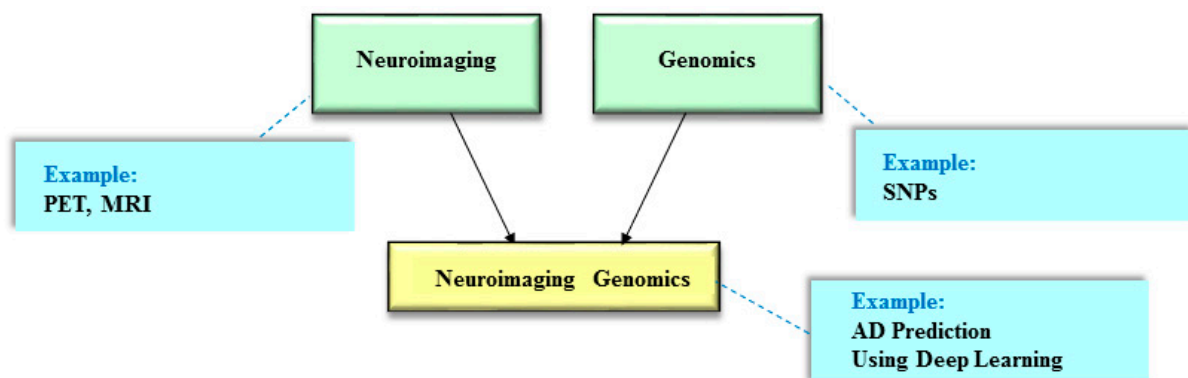 Neuroimaging
Genomics
Example:
PET, MRI
Example:
SNPs
Neuroimaging Genomics
Example:
AD Prediction
Using Deep Learning